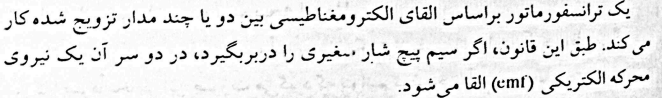 یک ترانسفورماتور براساس القای الکترومغناطیسی بین دو یا چند مدار تزویج شده کار
می‌کند. طبق این قانون، اگر سیم پیچ شار متغیری را دربربگیرد، در دو سر آن یک نیروی
محرکه الکتریکی (emf) القا می‌شود.